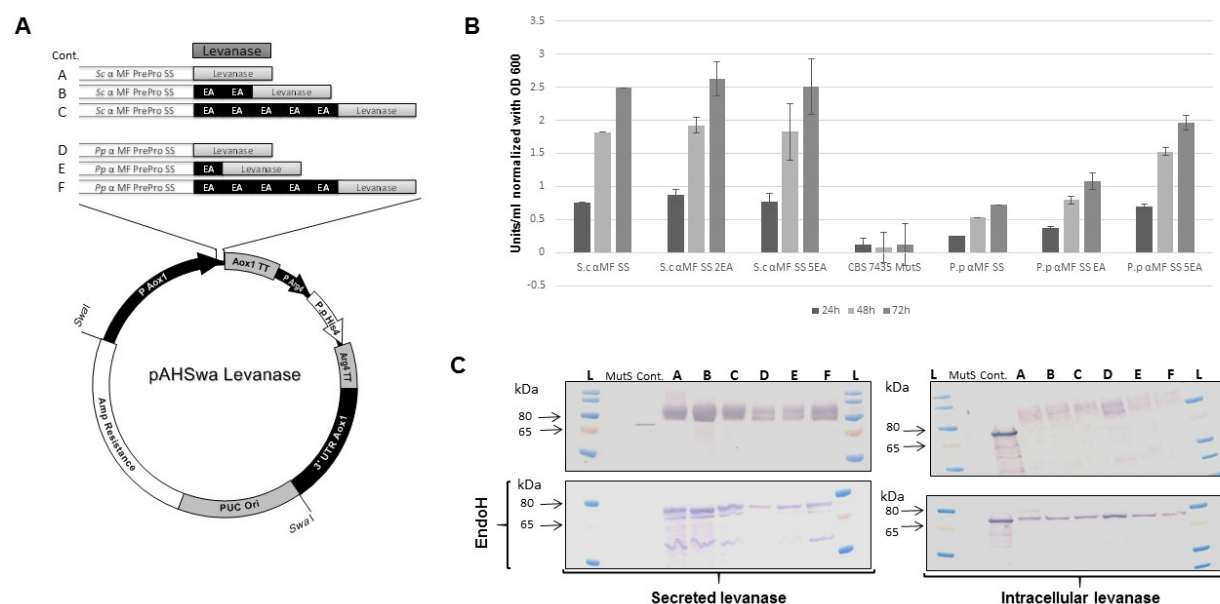 A
Cont.
Levanase
A
Sc α MF PrePro SS
Levanase
B
Sc α MF PrePro SS
EA EA
Levanase
C
Sc α MF PrePro SS
EA EA EA EA EA
Levanase
D
Pp α MF PrePro SS
Levanase
E
Pp α MF PrePro SS
EA
Levanase
F
Pp α MF PrePro SS
EA EA EA EA EA
Levanase
P Aox1
Aox1 TT
P Arg4
P.p His4
Arg4 TT
3' UTR Aox1
SwaI
PUC Ori
Amp Resistance
SwaI
pAHSwa Levanase
B
Units/ml normalized with OD 600
3.5
3
2.5
2
1.5
1
0.5
0
-0.5
S.c αMF SS
S.c αMF SS 2EA
S.c αMF SS 5EA
CBS 7435 MutS
P.p αMF SS
P.p αMF SS EA
P.p αMF SS 5EA
24h 48h 72h
C
kDa
L MutS Cont. A B C D E F L
80
65
kDa
80
65
EndoH
Secreted levanase
L MutS Cont. A B C D E F L
kDa
80
65
kDa
80
65
Intracellular levanase